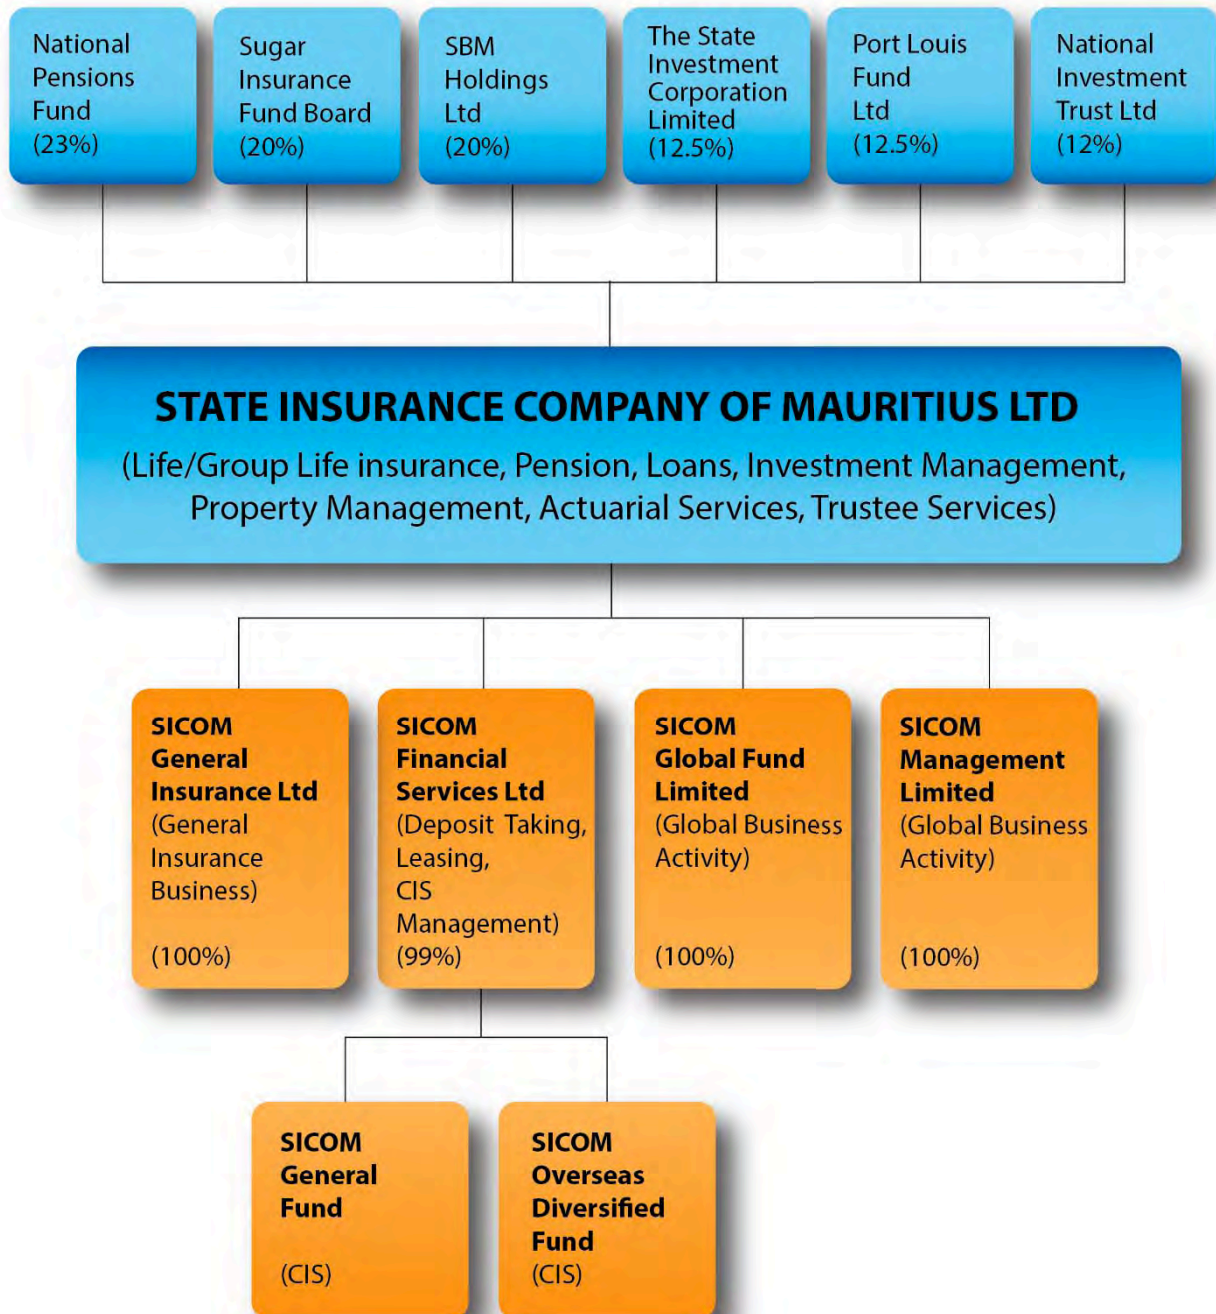 National
Pensions
Fund
(23%)
Sugar
Insurance
Fund Board
(20%)
SBM
Holdings
Ltd
(20%)
The State
Investment
Corporation
Limited
(12.5%)
Port Louis
Fund
Ltd
(12.5%)
National
Investment
Trust Ltd
(12%)
STATE INSURANCE COMPANY OF MAURITIUS LTD
(Life/Group Life insurance, Pension, Loans, Investment Management,
Property Management, Actuarial Services, Trustee Services)
SICOM
General
Insurance Ltd
(General
Insurance
Business)
(100%)
SICOM
Financial
Services Ltd
(Deposit Taking,
Leasing,
CIS
Management)
(99%)
SICOM
Global Fund
Limited
(Global Business
Activity)
(100%)
SICOM
Management
Limited
(Global Business
Activity)
(100%)
SICOM
General
Fund
(CIS)
SICOM
Overseas
Diversified
Fund
(CIS)